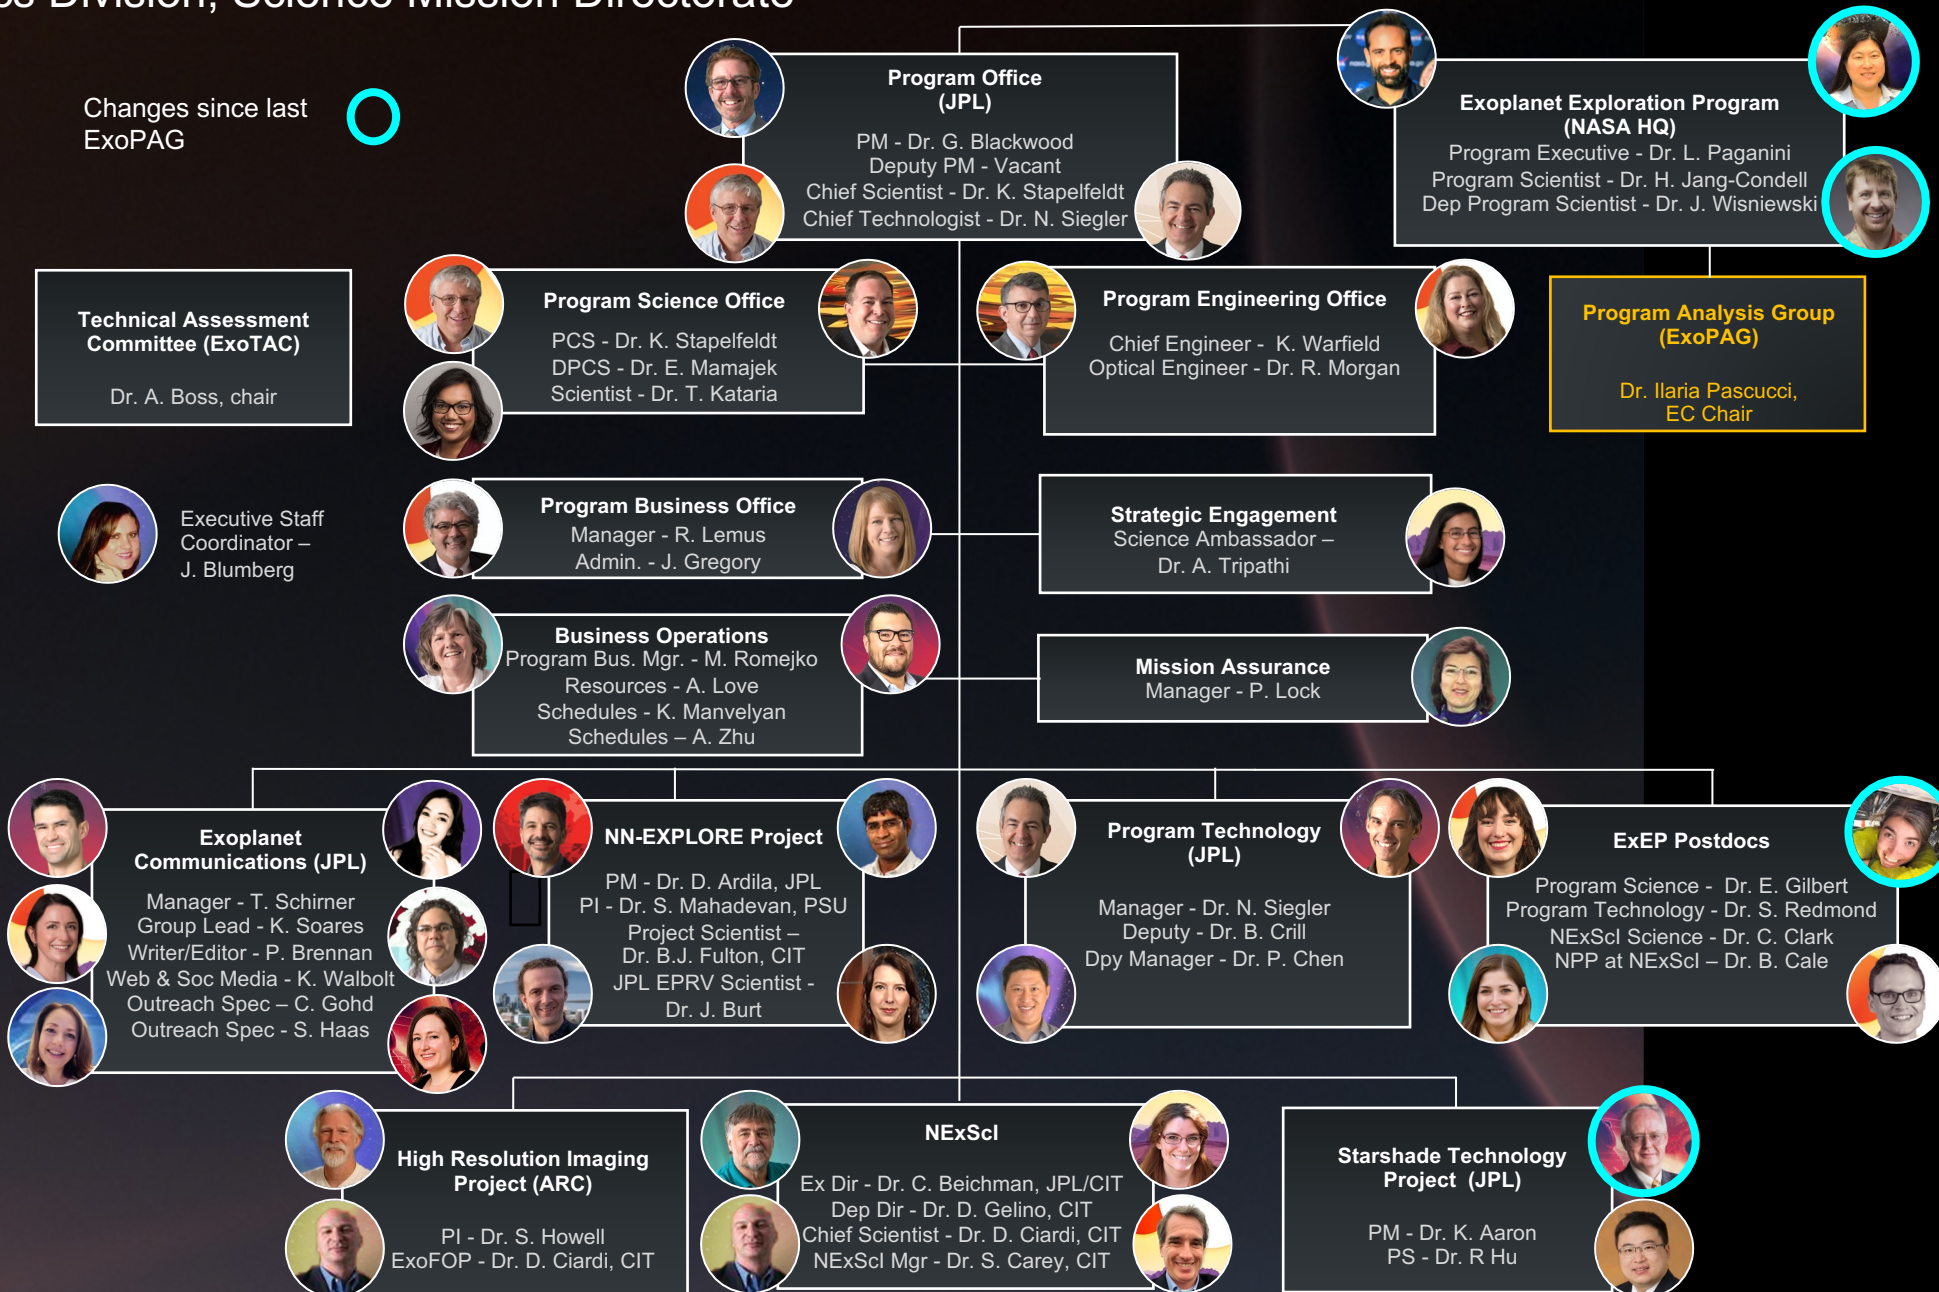 Division, Science Mission Directorate
Changes since last
ExoPAG
Program Office
(JPL)
PM - Dr. G. Blackwood
Deputy PM - Vacant
Chief Scientist - Dr. K. Stapelfeldt
Chief Technologist - Dr. N. Siegler
Exoplanet Exploration Program
(NASA HQ)
Program Executive - Dr. L. Paganini
Program Scientist - Dr. H. Jang-Condell
Dep Program Scientist - Dr. J. Wisniewski
Technical Assessment
Committee (ExoTAC)
Dr. A. Boss, chair
Program Science Office
PCS - Dr. K. Stapelfeldt
DPCS - Dr. E. Mamajek
Scientist - Dr. T. Kataria
Program Engineering Office
Chief Engineer -  K. Warfield
Optical Engineer - Dr. R. Morgan
Program Analysis Group
(ExoPAG)
Dr. Ilaria Pascucci,
EC Chair
Executive Staff
Coordinator –
J. Blumberg
Program Business Office
Manager - R. Lemus
Admin. - J. Gregory
Strategic Engagement
Science Ambassador –
Dr. A. Tripathi
Business Operations
Program Bus. Mgr. - M. Romejko
Resources - A. Love
Schedules - K. Manvelyan
Schedules – A. Zhu
Mission Assurance
Manager - P. Lock
Exoplanet
Communications (JPL)
Manager - T. Schirner
Group Lead - K. Soares
Writer/Editor - P. Brennan
Web & Soc Media - K. Walbolt
Outreach Spec – C. Gohd
Outreach Spec - S. Haas
NN-EXPLORE Project
PM - Dr. D. Ardila, JPL
PI - Dr. S. Mahadevan, PSU
Project Scientist –
Dr. B.J. Fulton, CIT
JPL EPRV Scientist -
Dr. J. Burt
Program Technology
(JPL)
Manager - Dr. N. Siegler
Deputy - Dr. B. Crill
Dpy Manager - Dr. P. Chen
ExEP Postdocs
Program Science -  Dr. E. Gilbert
Program Technology - Dr. S. Redmond
NExScI Science - Dr. C. Clark
NPP at NExScI – Dr. B. Cale
High Resolution Imaging
Project (ARC)
PI - Dr. S. Howell
ExoFOP - Dr. D. Ciardi, CIT
NExScI
Ex Dir - Dr. C. Beichman, JPL/CIT
Dep Dir - Dr. D. Gelino, CIT
Chief Scientist - Dr. D. Ciardi, CIT
NExScI Mgr - Dr. S. Carey, CIT
Starshade Technology
Project  (JPL)
PM - Dr. K. Aaron
PS - Dr. R Hu